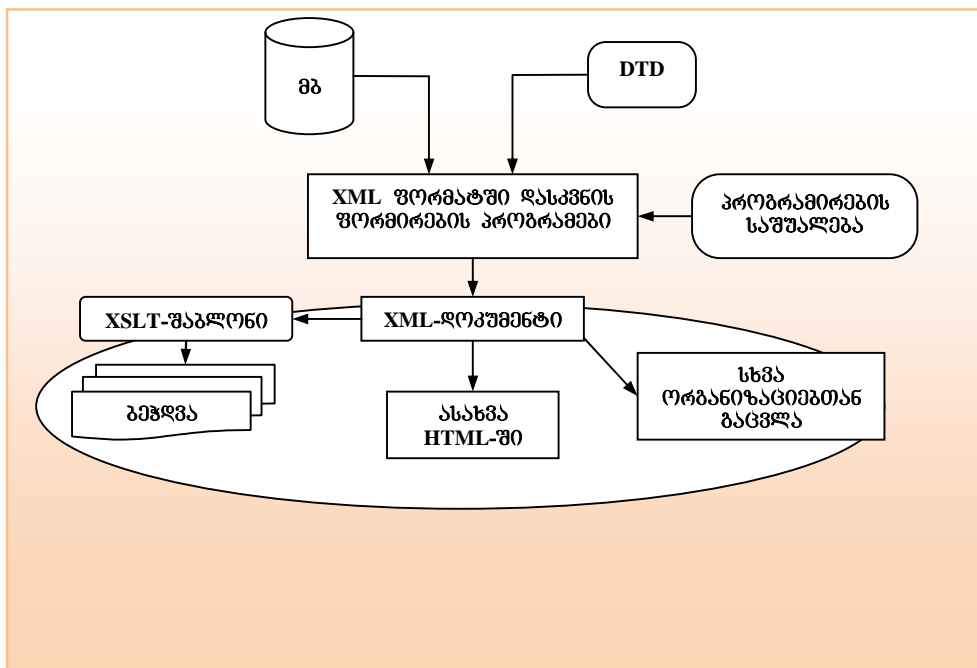 მბ
DTD
XML ფორმატში დასკვნის
ფორმირების პროგრამები
პროგრამირების
საშუალება
XSLT-შაბლონი
XML-დოკუმენტი
ბეჭდვა
ასახვა
HTML-ში
სხვა
ორგანიზაციებთან
გაცვლა